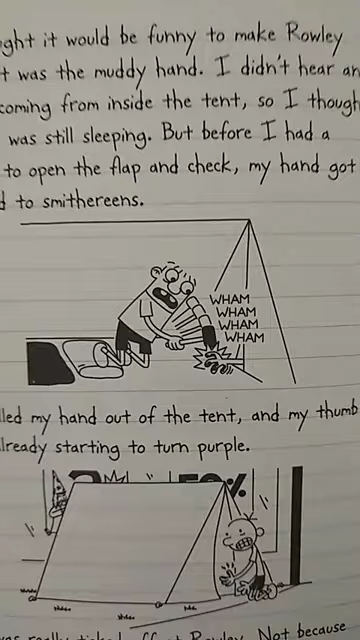 ght it would be funny to make Rowley
t was the muddy hand. I didn't hear an
coming from inside the tent, so I though
was still sleeping. But before I had a
to open the flap and check, my hand got
d to smithereens.
WHAM
WHAM
WHAM
WHAM
lled my hand out of the tent, and my thumb
lready starting to turn purple.
Rowley. Not because